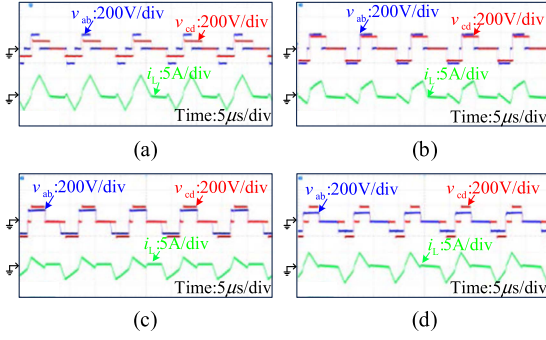 v_ab:200V/div
v_cd:200V/div
i_L:5A/div
Time:5μs/div
(a)
v_ab:200V/div
v_cd:200V/div
i_L:5A/div
Time:5μs/div
(b)
v_ab:200V/div v_cd:200V/div
i_L:5A/div
Time:5μs/div
(c)
v_ab:200V/div v_cd:200V/div
i_L:5A/div
Time:5μs/div
(d)